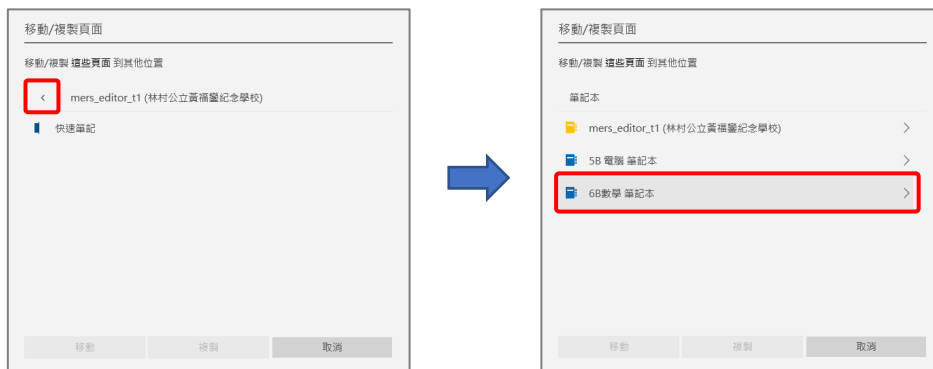 移動/複製頁面
移動/複製 這些頁面 到其他位置
mers_editor_t1 (林村公立黃福鑾紀念學校)
快速筆記
移動 複製 取消
移動/複製頁面
移動/複製 這些頁面 到其他位置
筆記本
mers_editor_t1 (林村公立黃福鑾紀念學校)
5B 電腦 筆記本
6B數學 筆記本
移動 複製 取消